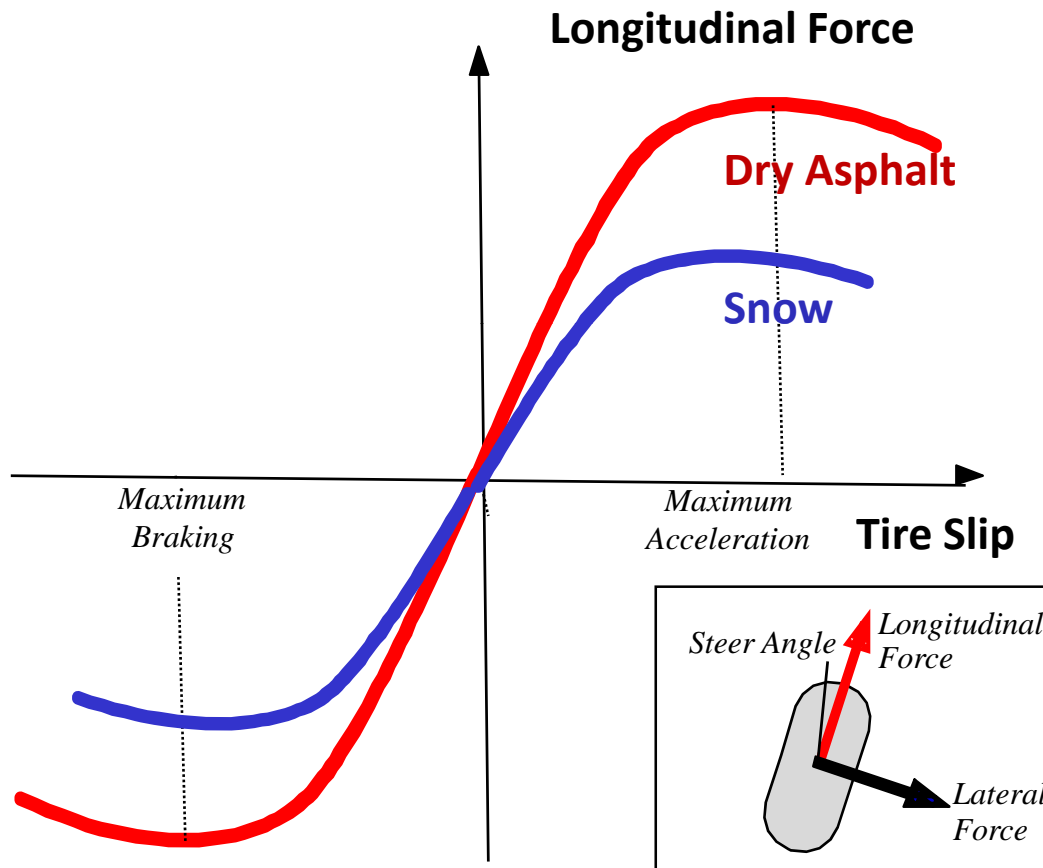 Longitudinal Force
Dry Asphalt
Snow
Maximum
Braking
Maximum
Acceleration
Tire Slip
Steer Angle
Longitudinal
Force
Lateral
Force